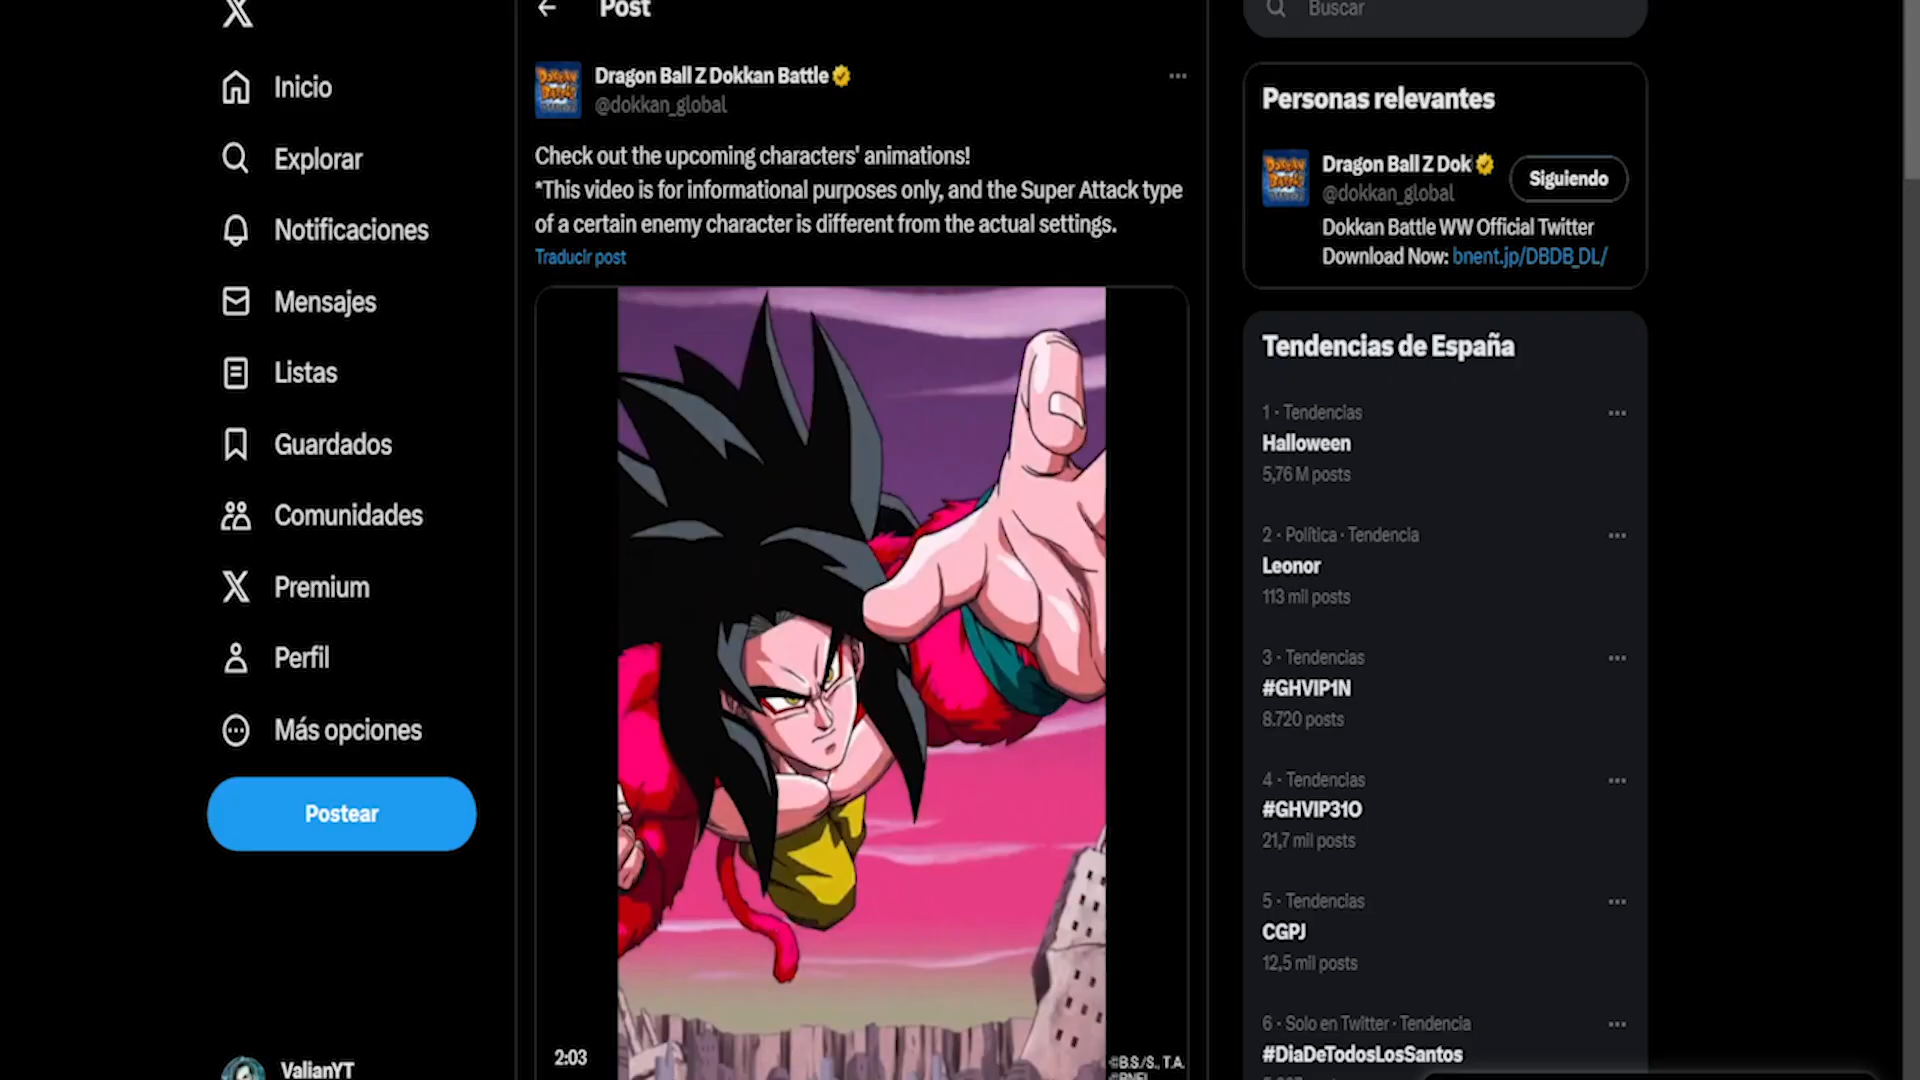 Inicio
Explorar
Notificaciones
Mensajes
Listas
Guardados
Comunidades
Premium
Perfil
Más opciones
Postear
ValianYT
Post
Dragon Ball Z Dokkan Battle
@dokkan_global
Check out the upcoming characters' animations!
*This video is for informational purposes only, and the Super Attack type
of a certain enemy character is different from the actual settings.
Traducir post
2:03
©B.S./S., T.A.
©BNEI
Buscar
Personas relevantes
Dragon Ball Z Dok
Siguiendo
@dokkan_global
Dokkan Battle WW Official Twitter
Download Now: bnent.jp/DBDB_DL/
Tendencias de España
1 · Tendencias
Halloween
5,76 M posts
2 · Política · Tendencia
Leonor
113 mil posts
3 · Tendencias
#GHVIP1N
8.720 posts
4 · Tendencias
#GHVIP31O
21,7 mil posts
5 · Tendencias
CGPJ
12,5 mil posts
6 · Solo en Twitter · Tendencia
#DiaDeTodosLosSantos